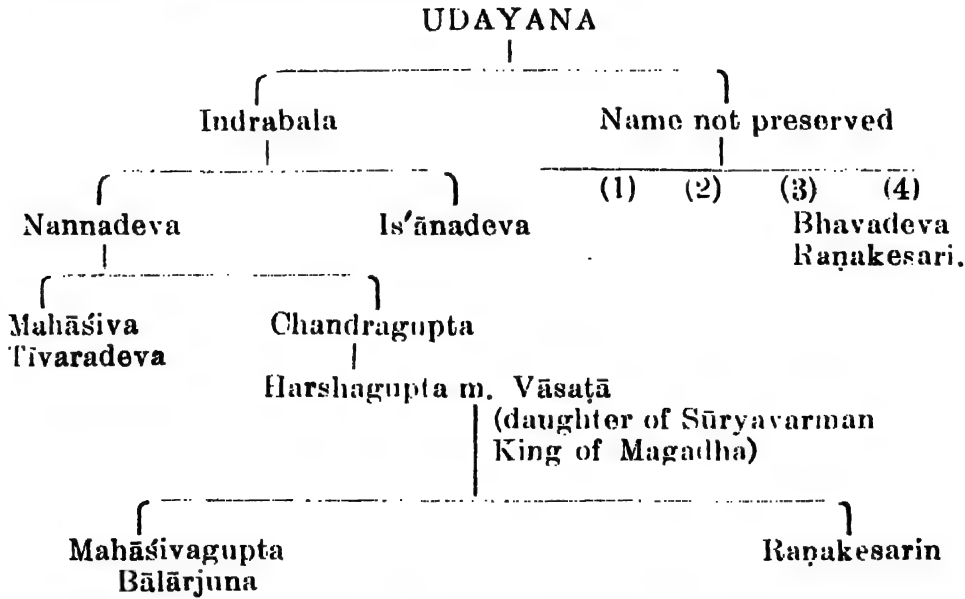 UDAYANA
Indrabala Name not preserved
(1) (2) (3) (4)
Nannadeva Is'ānadeva Bhavadeva
Raṇakesari.
Mahāśiva Chandragupta
Tīvaradeva
Harshagupta m. Vāsaṭā
(daughter of Sūryavarman
King of Magadha)
Mahāśivagupta Raṇakesarin
Bālārjuna